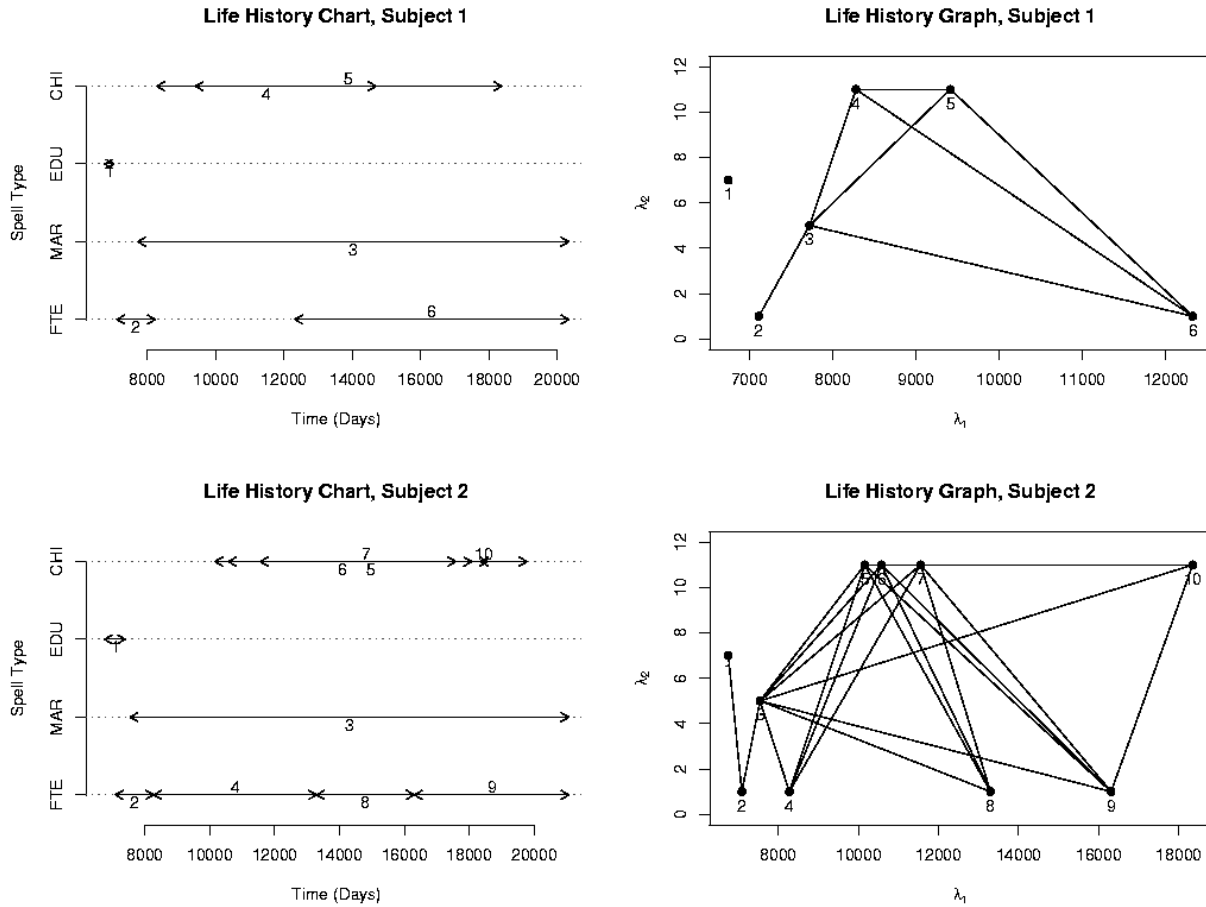 Life History Chart, Subject 1
Spell Type
CHI
EDU
MAR
FTE
5
4
1
3
2
6
8000 10000 12000 14000 16000 18000 20000
Time (Days)
Life History Graph, Subject 1
λ2
12
10
8
6
4
2
0
4 5
1
3
2 6
7000 8000 9000 10000 11000 12000
λ1
Life History Chart, Subject 2
Spell Type
CHI
EDU
MAR
FTE
7 10
6 5
1
3
2 4 8 9
8000 10000 12000 14000 16000 18000 20000
Time (Days)
Life History Graph, Subject 2
λ2
12
10
8
6
4
2
0
5 6 7 10
1
3
2 4 8 9
8000 10000 12000 14000 16000 18000
λ1